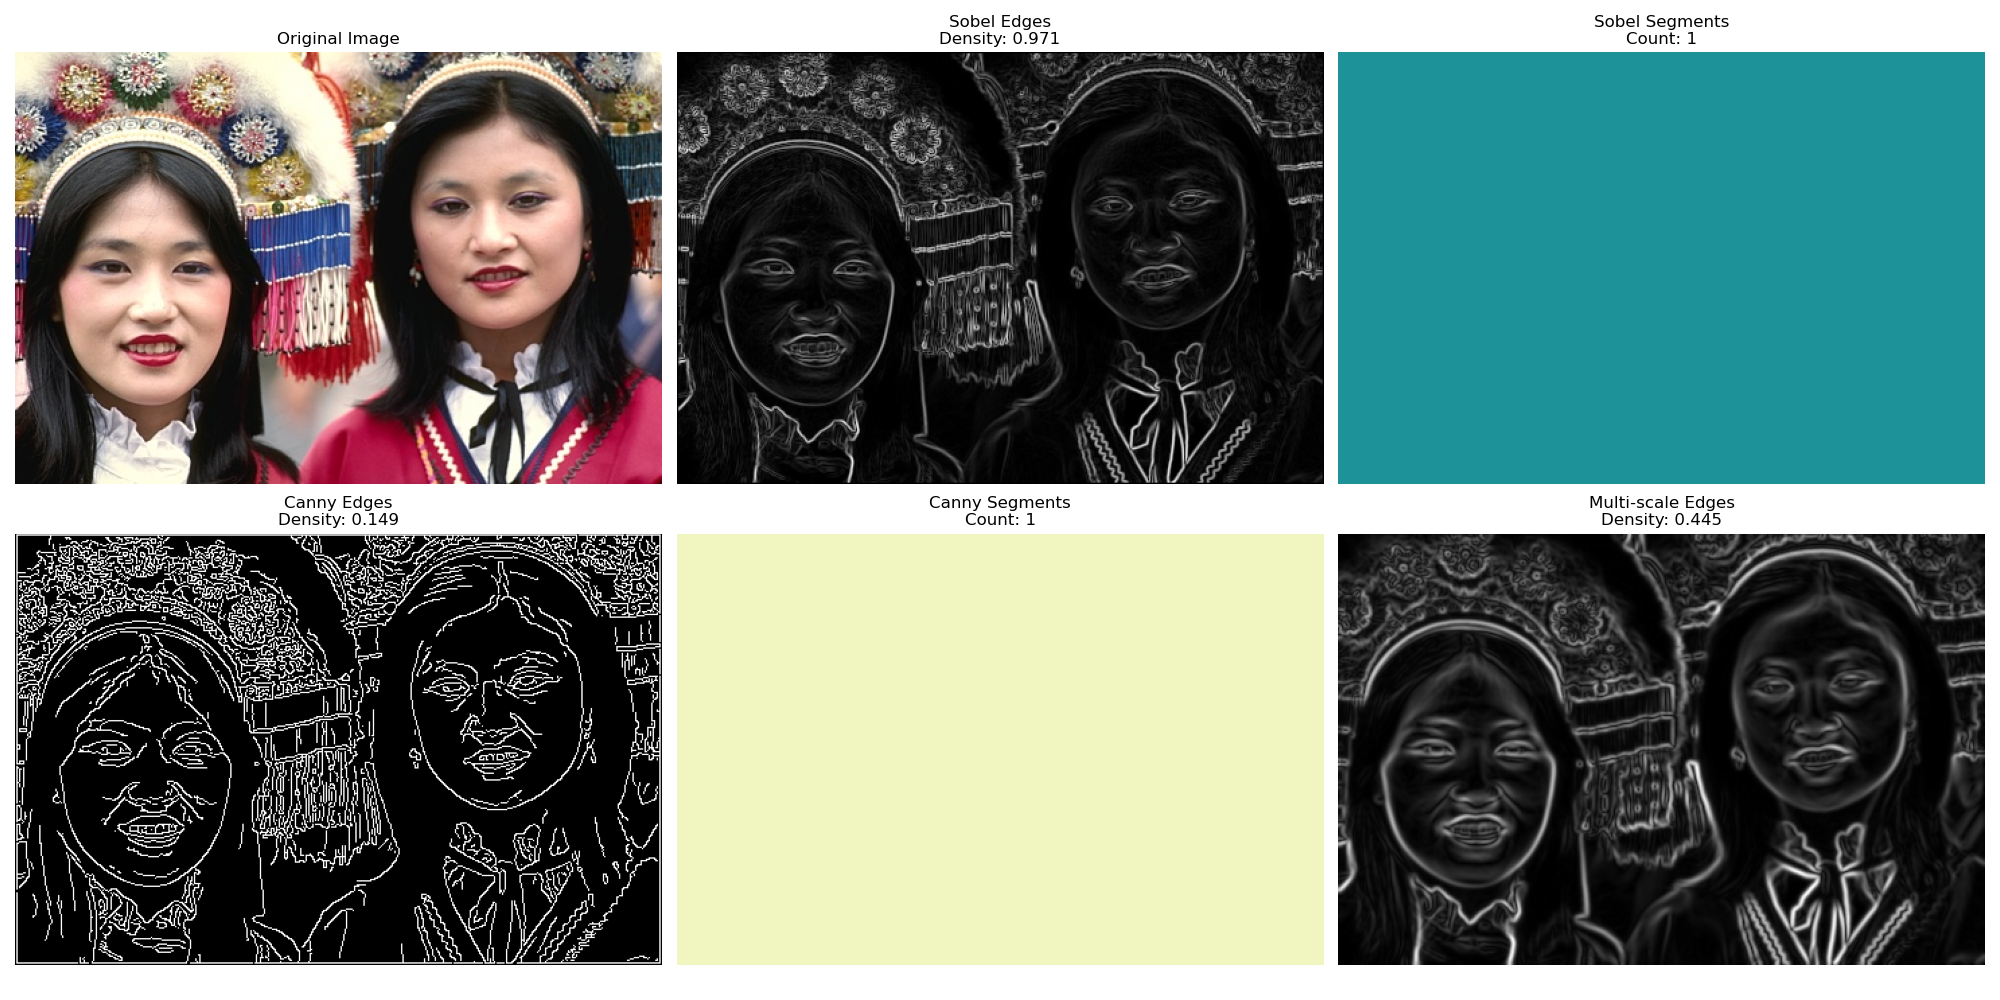 Original Image
Sobel Edges
Density: 0.971
Sobel Segments
Count: 1
Canny Edges
Density: 0.149
Canny Segments
Count: 1
Multi-scale Edges
Density: 0.445